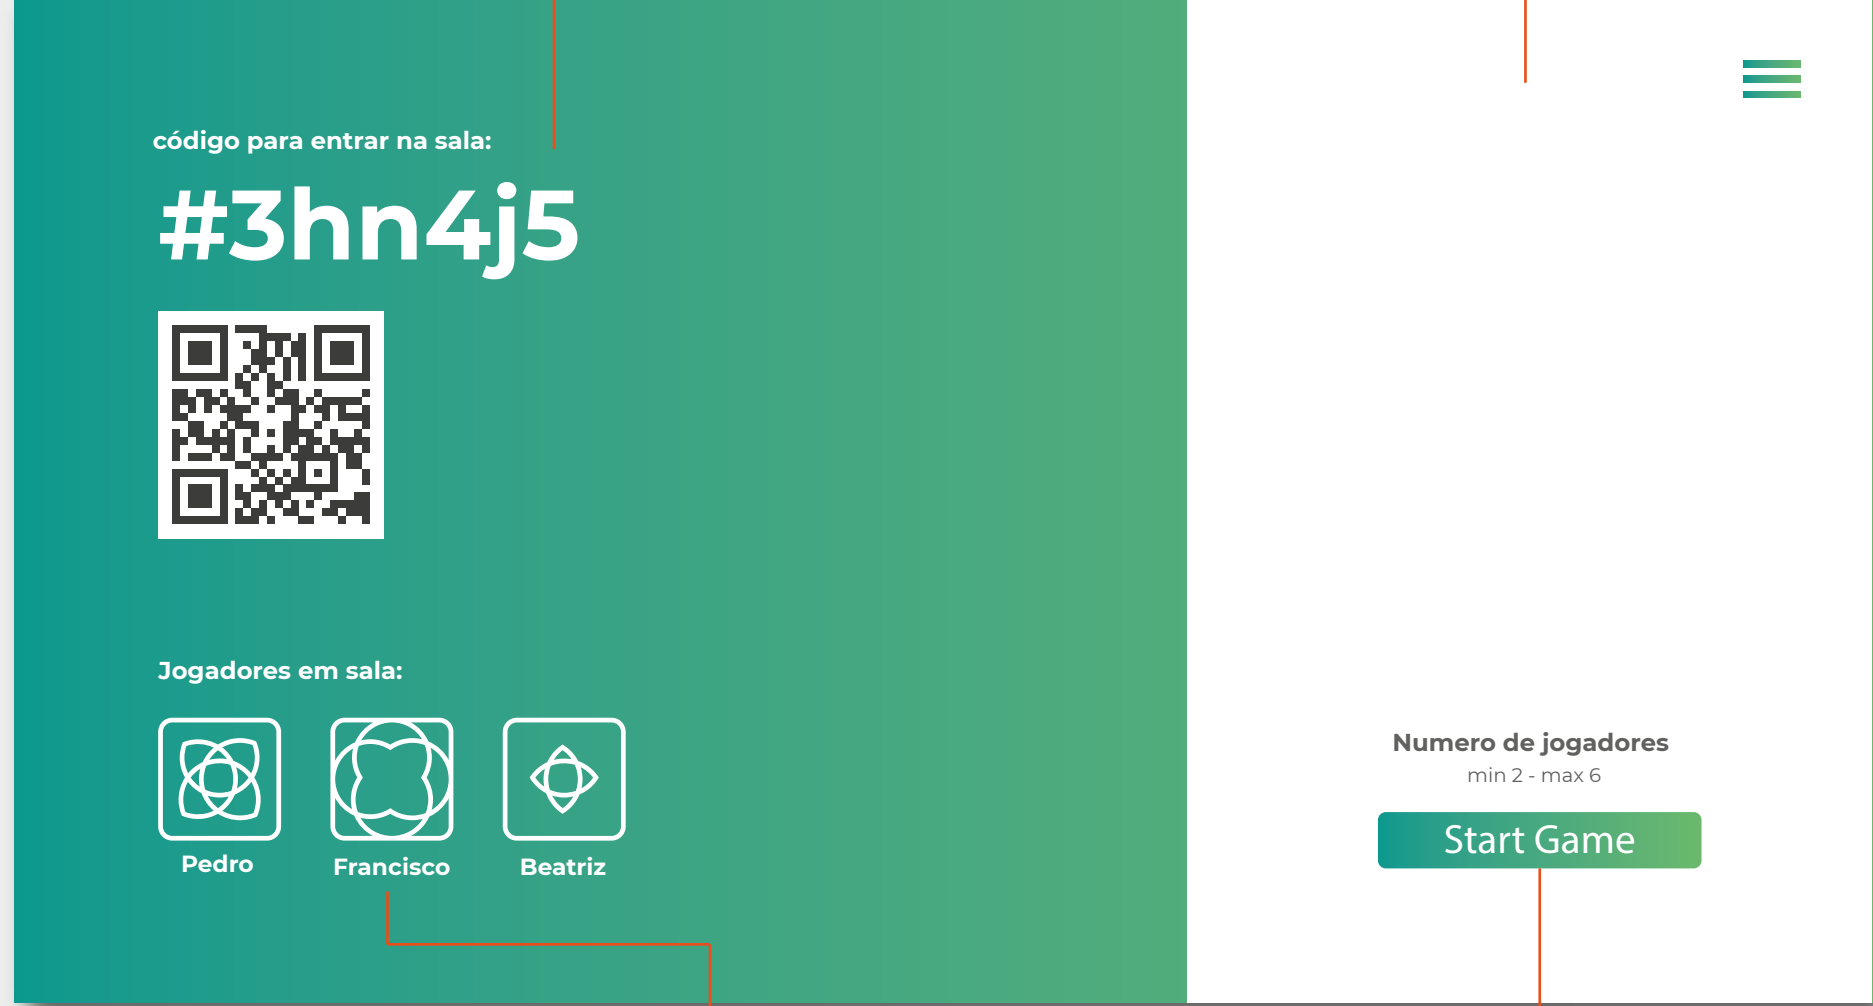 código para entrar na sala:
#3hn4j5
Jogadores em sala:
Pedro
Francisco
Beatriz
Numero de jogadores
min 2 - max 6
Start Game